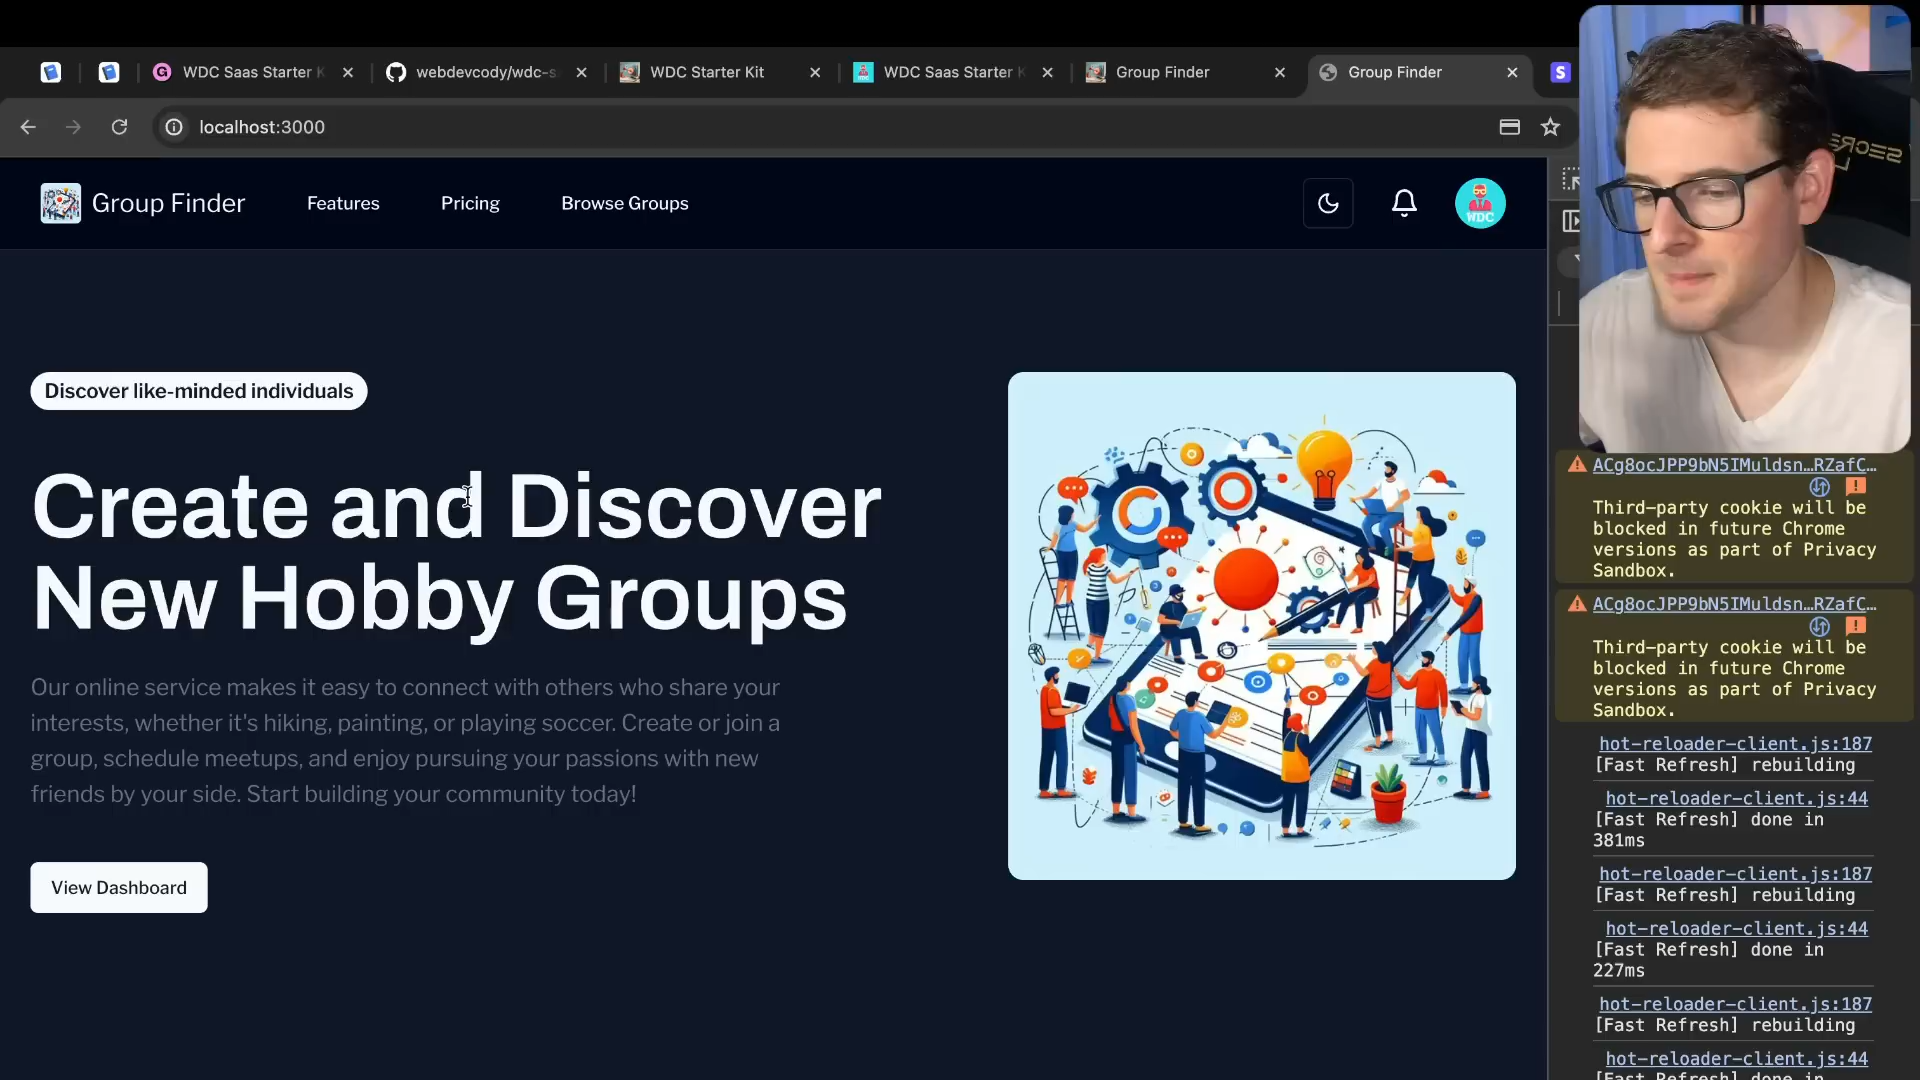 WDC Saas Starter K
webdevcody/wdc-s
WDC Starter Kit
WDC Saas Starter K
Group Finder
Group Finder
S
localhost:3000
Group Finder
Features
Pricing
Browse Groups
WDC
Discover like-minded individuals
Create and Discover
New Hobby Groups
Our online service makes it easy to connect with others who share your
interests, whether it's hiking, painting, or playing soccer. Create or join a
group, schedule meetups, and enjoy pursuing your passions with new
friends by your side. Start building your community today!
View Dashboard
ACg8ocJPP9bN5IMuldsn…RZafC…
Third-party cookie will be
blocked in future Chrome
versions as part of Privacy
Sandbox.
ACg8ocJPP9bN5IMuldsn…RZafC…
Third-party cookie will be
blocked in future Chrome
versions as part of Privacy
Sandbox.
hot-reloader-client.js:187
[Fast Refresh] rebuilding
hot-reloader-client.js:44
[Fast Refresh] done in
381ms
hot-reloader-client.js:187
[Fast Refresh] rebuilding
hot-reloader-client.js:44
[Fast Refresh] done in
227ms
hot-reloader-client.js:187
[Fast Refresh] rebuilding
hot-reloader-client.js:44
[Fast Refresh] done in